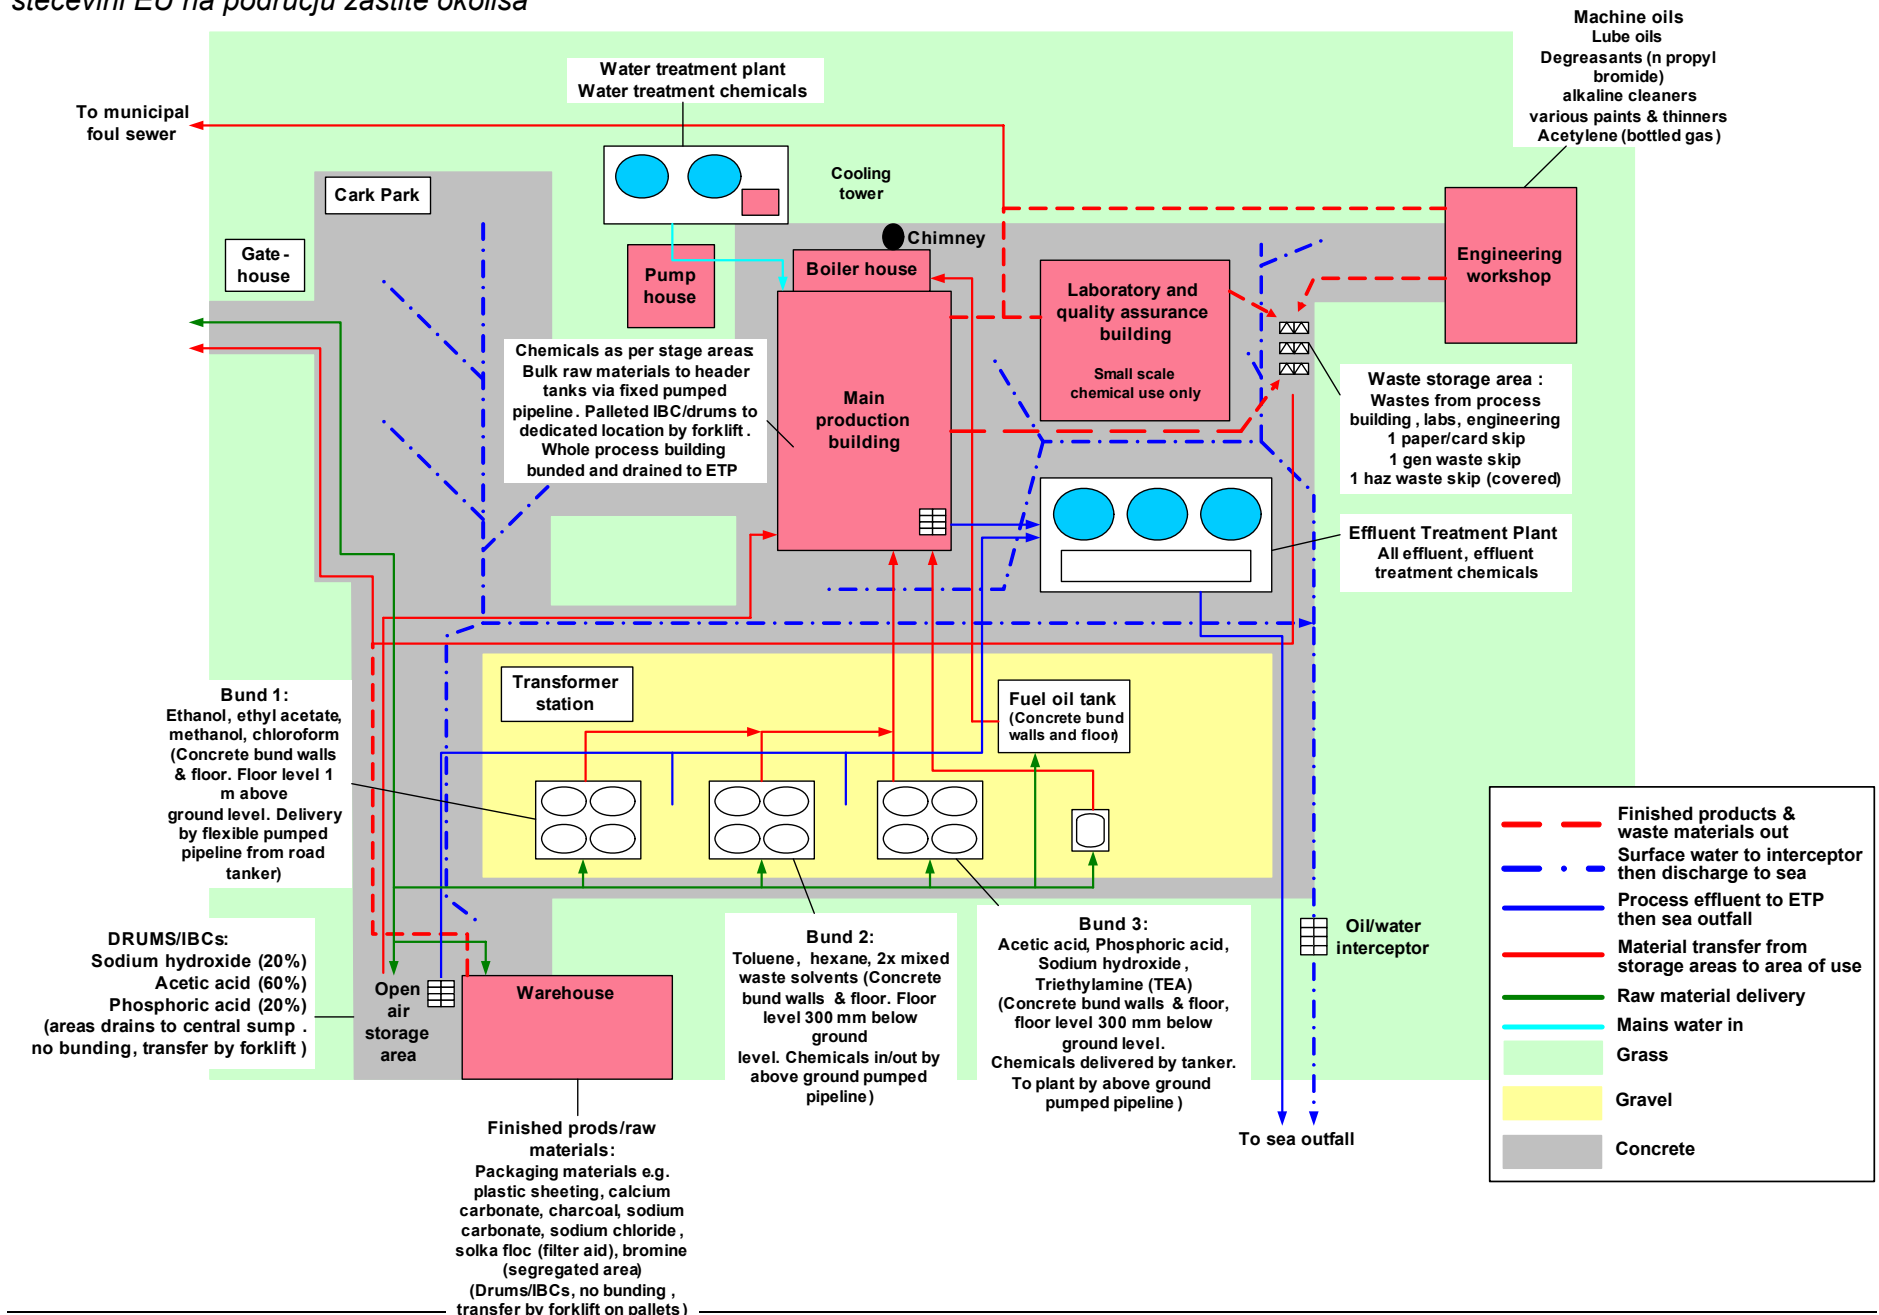 stečevini EU na području zaštite okoliša
Machine oils
Lube oils
Degreasants (n propyl
bromide)
alkaline cleaners
various paints & thinners
Acetylene (bottled gas)
Water treatment plant
Water treatment chemicals
To municipal
foul sewer
Cark Park
Cooling
tower
Gate-
house
Chimney
Pump
house
Boiler house
Engineering
workshop
Laboratory and
quality assurance
building
Small scale
chemical use only
Chemicals as per stage areas:
Bulk raw materials to header
tanks via fixed pumped
pipeline. Palleted IBC/drums to
dedicated location by forklift.
Whole process building
bunded and drained to ETP
Main
production
building
Waste storage area :
Wastes from process
building , labs, engineering
1 paper/card skip
1 gen waste skip
1 haz waste skip (covered)
Effluent Treatment Plant
All effluent, effluent
treatment chemicals
Transformer
station
Fuel oil tank
(Concrete bund
walls and floor)
Bund 1:
Ethanol, ethyl acetate,
methanol, chloroform
(Concrete bund walls
& floor. Floor level 1
m above
ground level. Delivery
by flexible pumped
pipeline from road
tanker)
DRUMS/IBCs:
Sodium hydroxide (20%)
Acetic acid (60%)
Phosphoric acid (20%)
(areas drains to central sump .
no bunding, transfer by forklift )
Open
air
storage
area
Warehouse
Bund 2:
Toluene, hexane, 2x mixed
waste solvents (Concrete
bund walls & floor. Floor
level 300 mm below
ground
level. Chemicals in/out by
above ground pumped
pipeline)
Bund 3:
Acetic acid, Phosphoric acid,
Sodium hydroxide ,
Triethylamine (TEA)
(Concrete bund walls & floor,
floor level 300 mm below
ground level.
Chemicals delivered by tanker.
To plant by above ground
pumped pipeline )
Oil/water
interceptor
To sea outfall
Finished prods/raw
materials:
Packaging materials e.g.
plastic sheeting, calcium
carbonate, charcoal, sodium
carbonate, sodium chloride ,
solka floc (filter aid), bromine
(segregated area)
(Drums/IBCs, no bunding ,
transfer by forklift on pallets)
Finished products &
waste materials out
Surface water to interceptor
then discharge to sea
Process effluent to ETP
then sea outfall
Material transfer from
storage areas to area of use
Raw material delivery
Mains water in
Grass
Gravel
Concrete